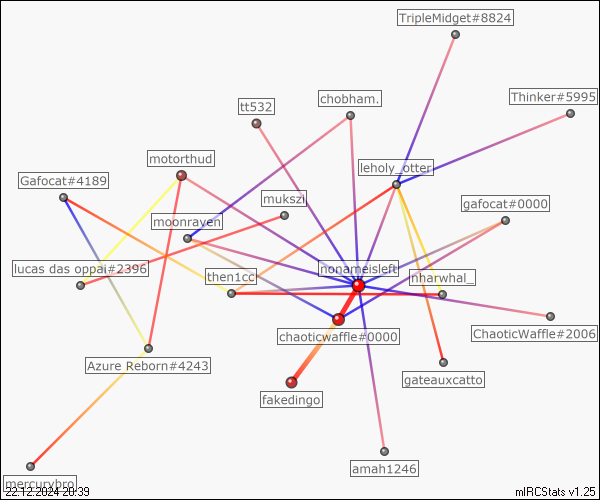 TripleMidget#8824
Thinker#5995
chobham.
tt532
motorthud
leholy_otter
Gafocat#4189
mukszi
gafocat#0000
moonrayen
lucas das oppai#2396
nonameisleft
then1cc
nharwhal_
chaoticwaffle#0000
ChaoticWaffle#2006
Azure Reborn#4243
gateauxcatto
fakedingo
amah1246
mercurybro
22.12.2024 20:39
mIRCStats v1.25